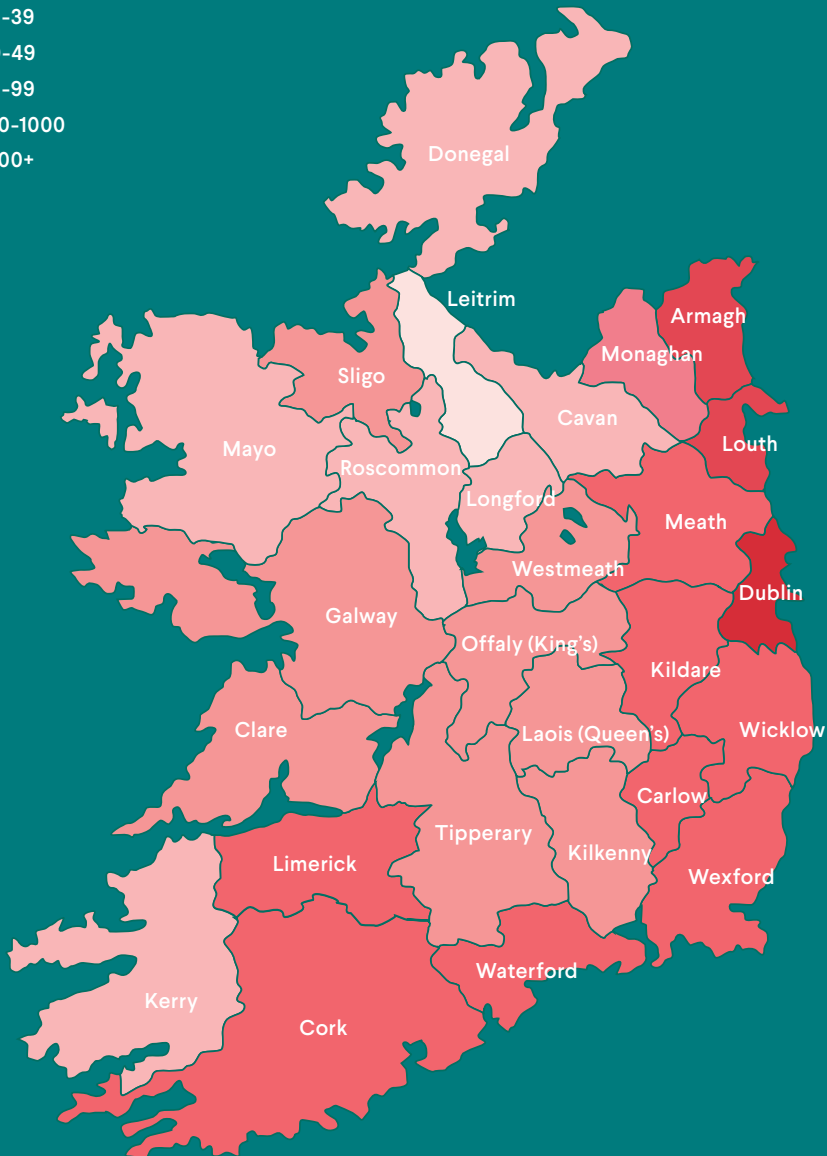 -39
-49
-99
0-1000
00+
Donegal
Leitrim
Armagh
Monaghan
Sligo
Cavan
Louth
Mayo
Roscommon
Longford
Meath
Westmeath
Dublin
Galway
Offaly (King's)
Kildare
Clare
Laois (Queen's)
Wicklow
Carlow
Tipperary
Kilkenny
Limerick
Wexford
Waterford
Kerry
Cork